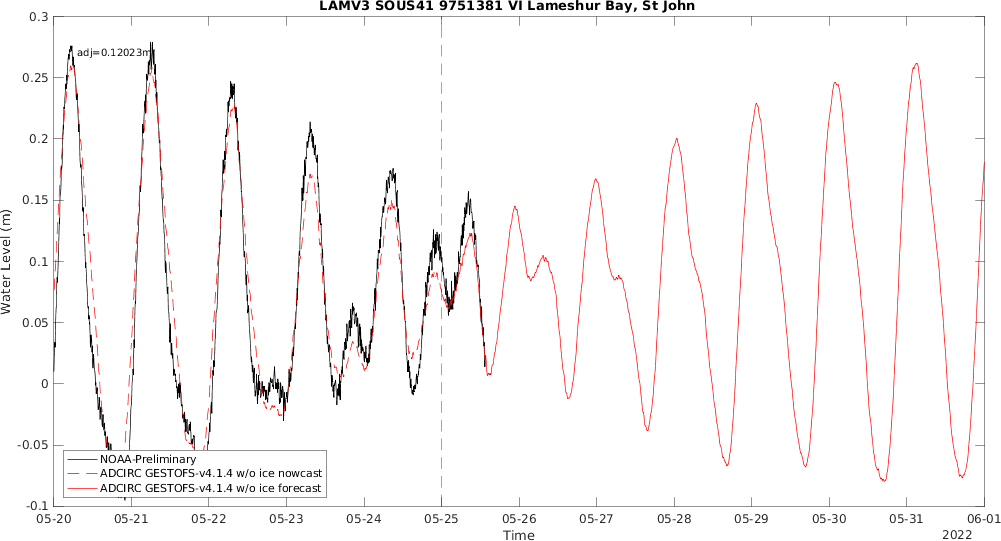 LAMV3 SOUS41 9751381 VI Lameshur Bay, St John
0.3
0.25
0.2
0.15
0.1
0.05
0
-0.05
-0.1
Water Level (m)
adj=0.12023m
NOAA-Preliminary
ADCIRC GESTOFS-v4.1.4 w/o ice nowcast
ADCIRC GESTOFS-v4.1.4 w/o ice forecast
05-20 05-21 05-22 05-23 05-24 05-25 05-26 05-27 05-28 05-29 05-30 05-31 06-01
Time
2022